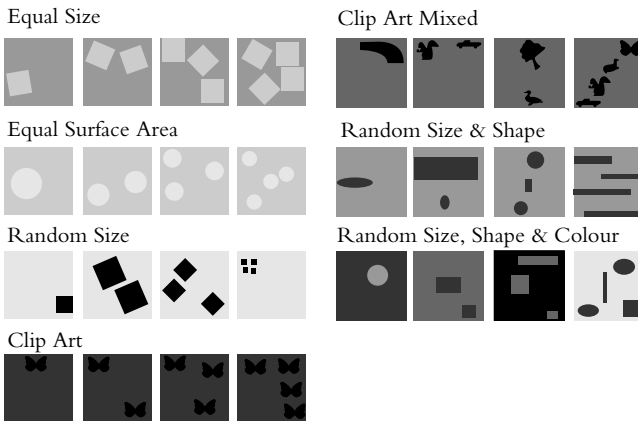 Equal Size
Equal Surface Area
Random Size
Clip Art
Clip Art Mixed
Random Size & Shape
Random Size, Shape & Colour